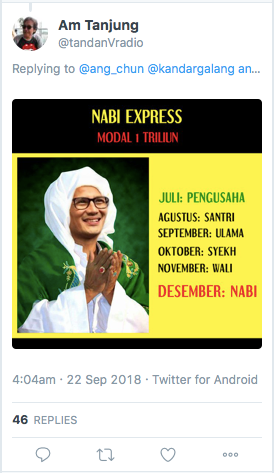 Am Tanjung
@tandanVradio
Replying to @ang_chun @kandargalang an...
NABI EXPRESS
MODAL 1 TRILIUN
JULI: PENGUSAHA
AGUSTUS: SANTRI
SEPTEMBER: ULAMA
OKTOBER: SYEKH
NOVEMBER: WALI
DESEMBER: NABI
4:04am · 22 Sep 2018 · Twitter for Android
46 REPLIES